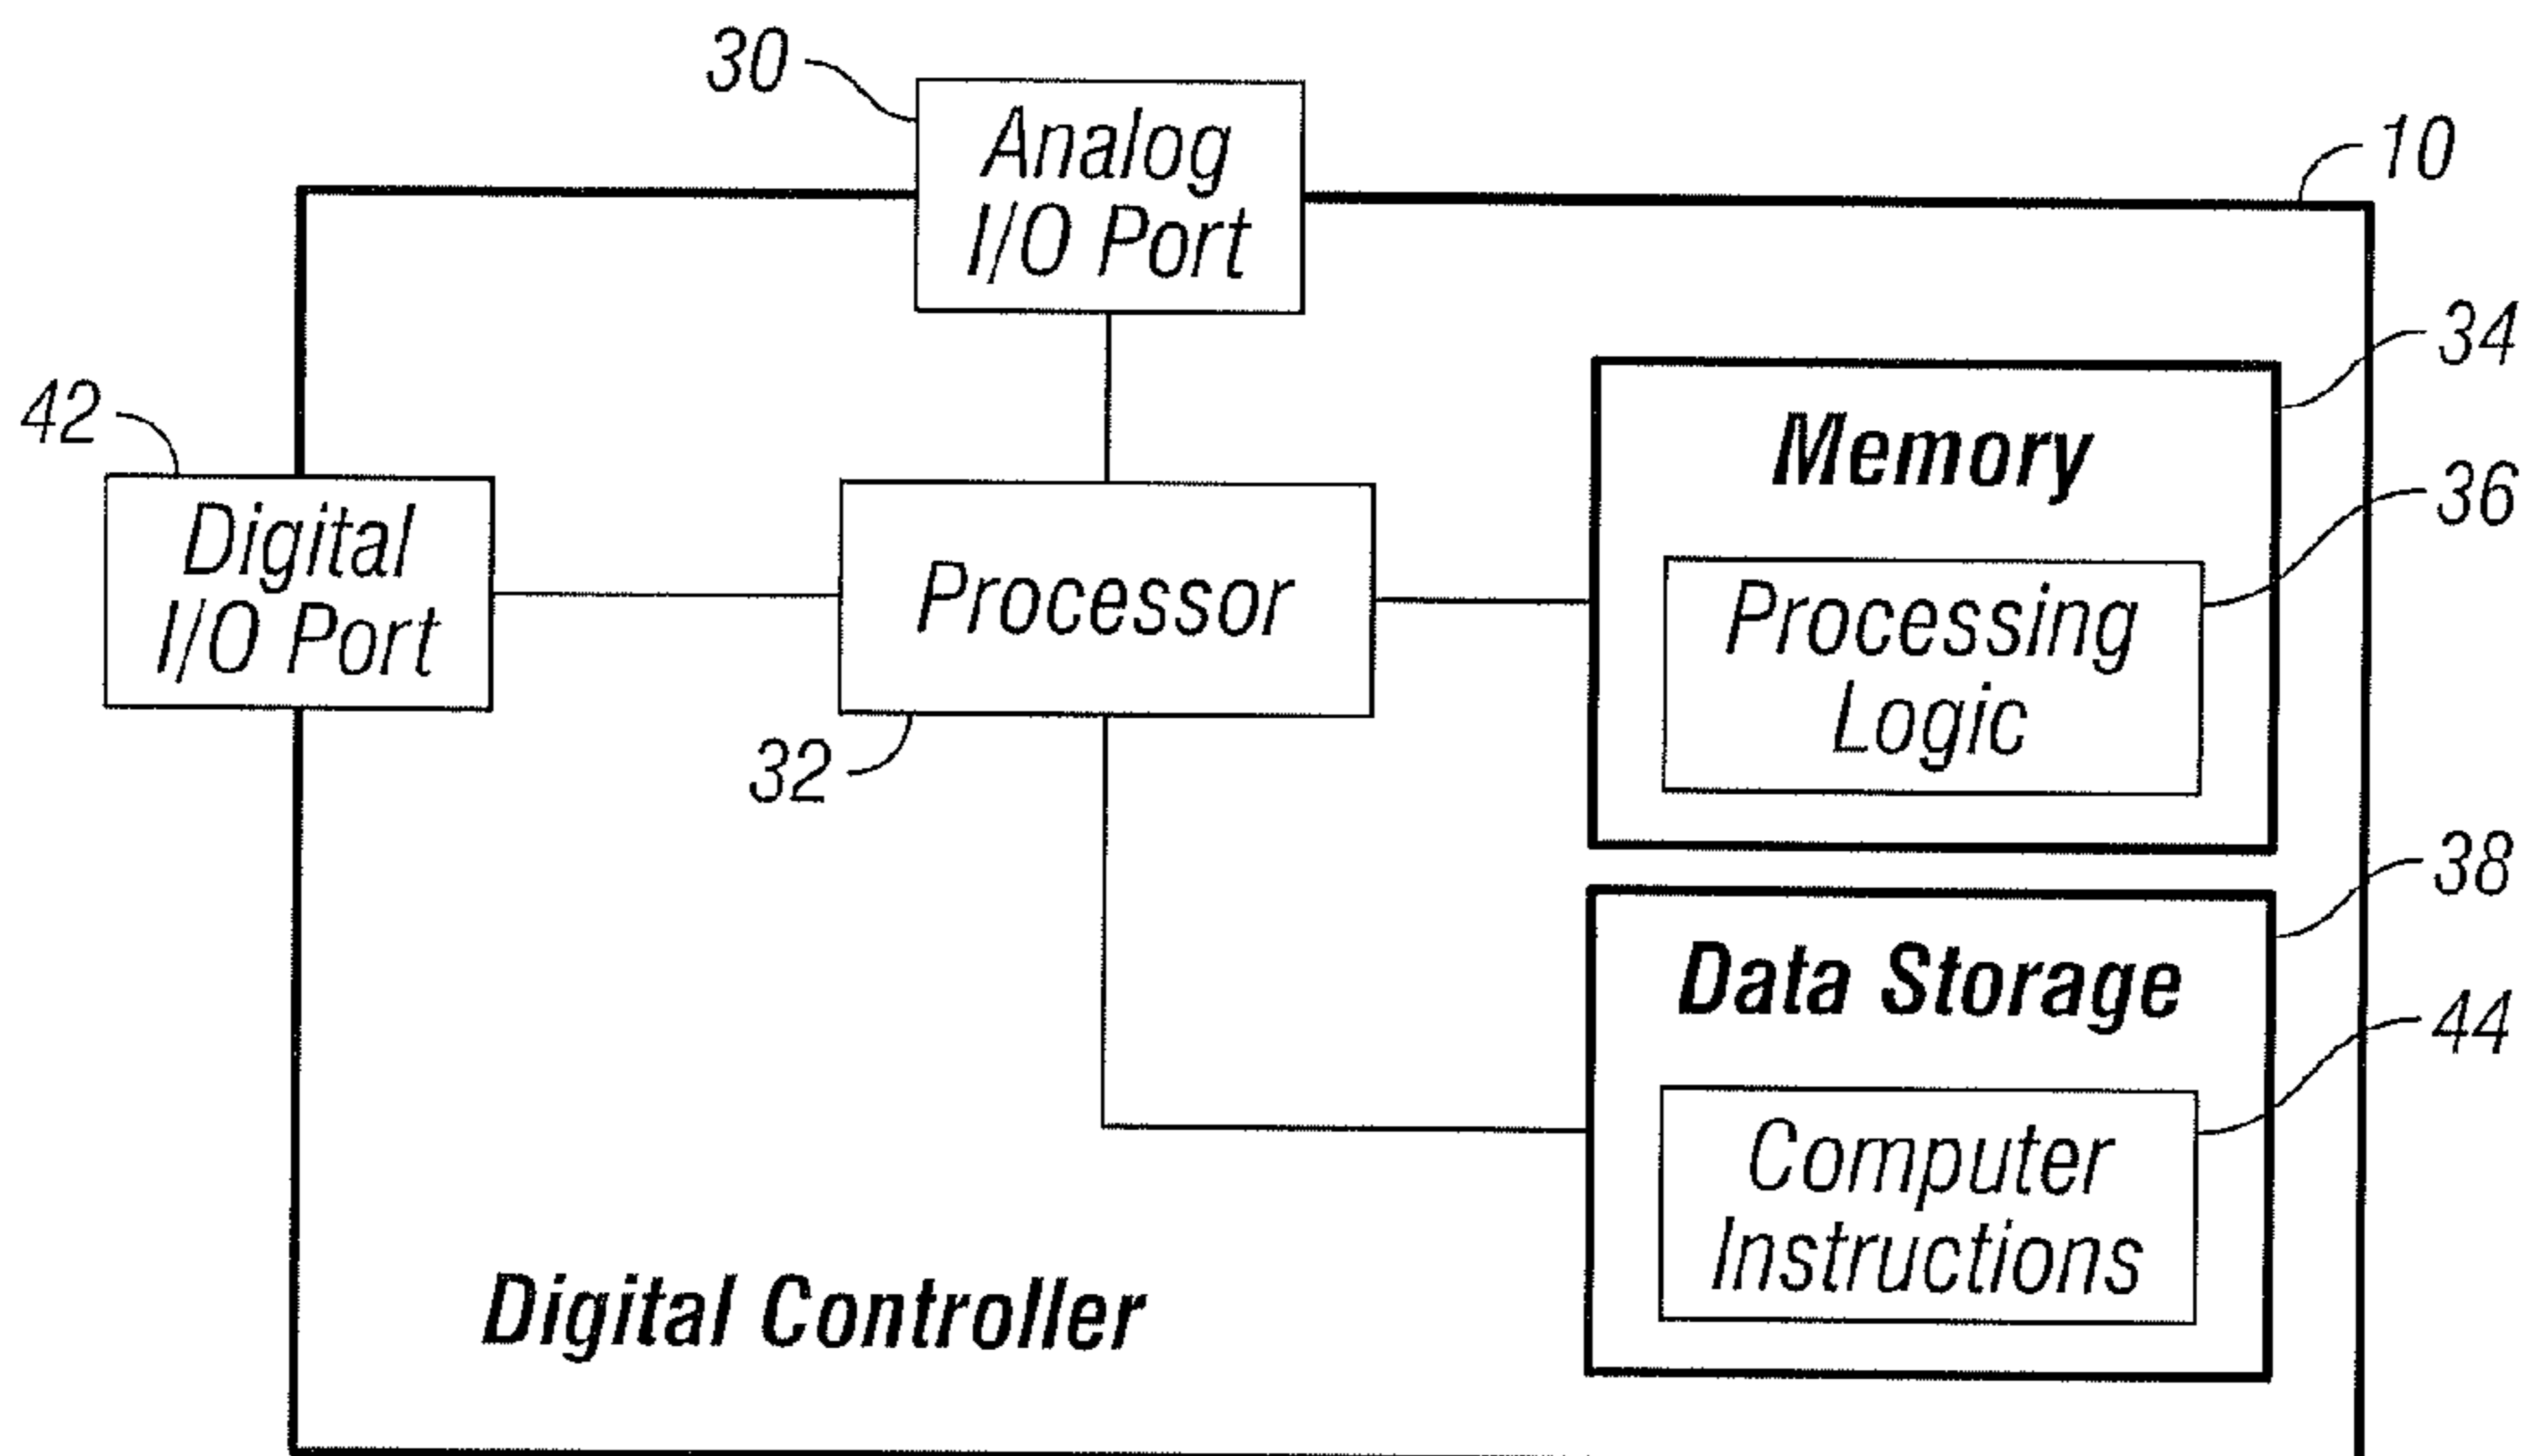 30
Analog
I/O Port
10
34
42
Memory
36
Digital
I/O Port
Processor
Processing
Logic
32
38
Data Storage
44
Computer
Instructions
Digital Controller